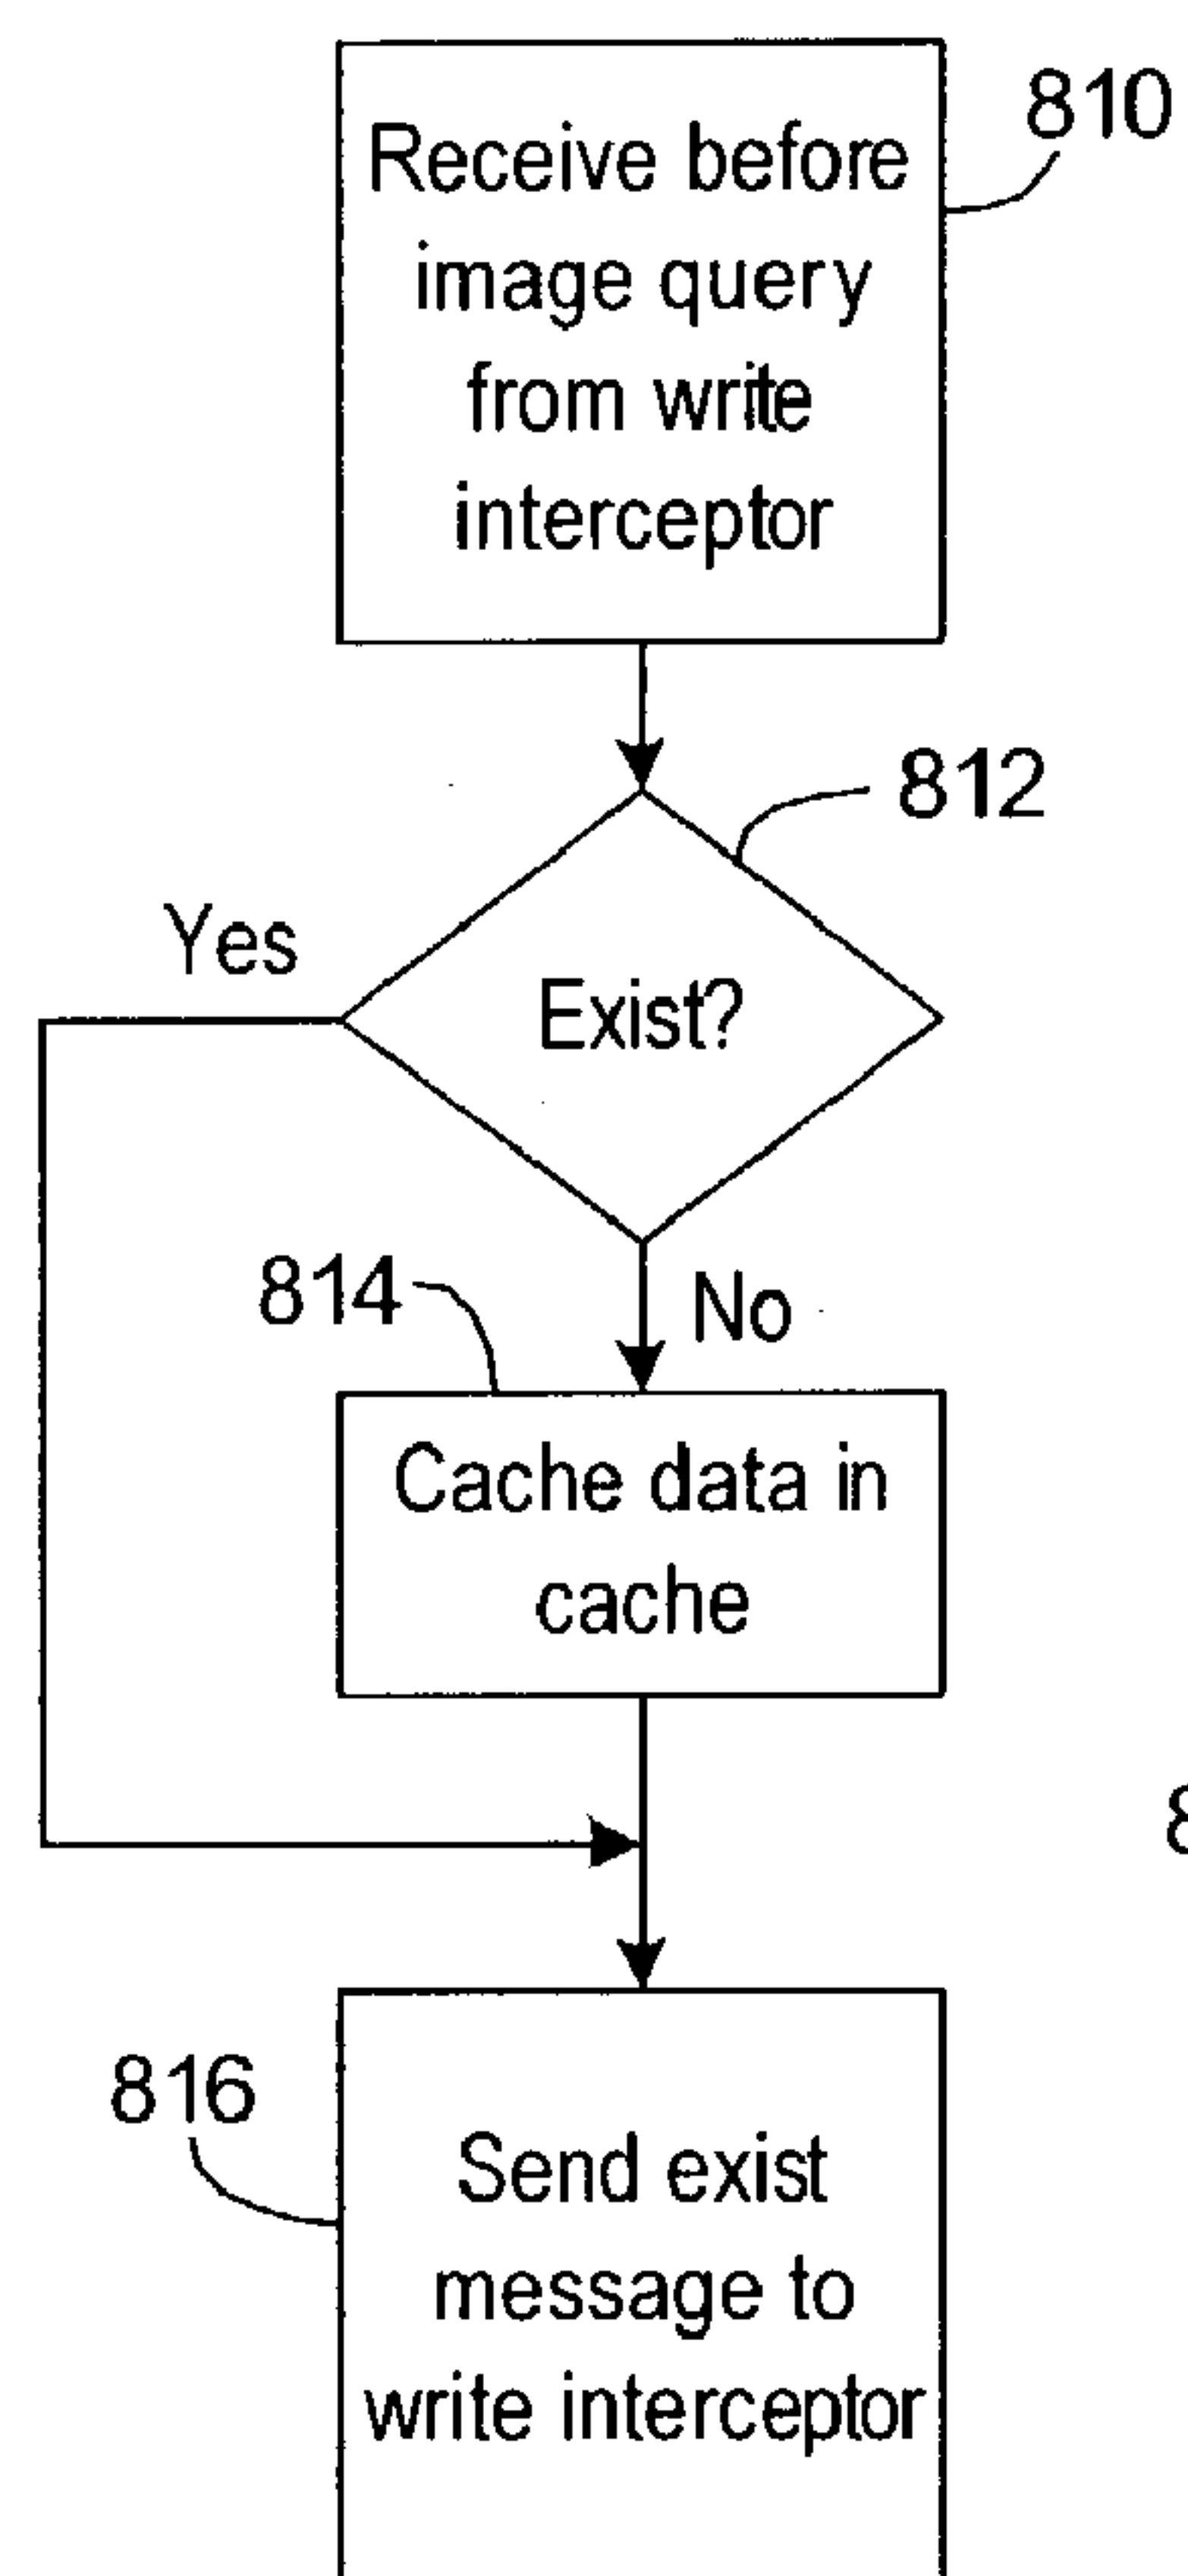 810
Receive before
image query
from write
interceptor
812
Yes
Exist?
814
No
Cache data in
cache
816
Send exist
message to
write interceptor